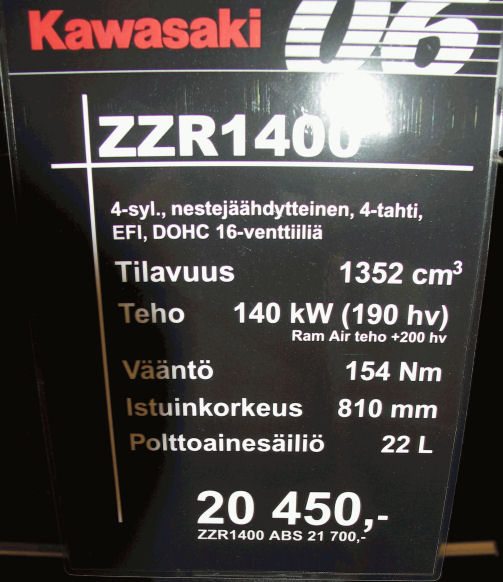 Kawasaki 06
ZZR1400
4-syl., nestejäähdytteinen, 4-tahti,
EFI, DOHC 16-venttiiliä
Tilavuus 1352 cm³
Teho 140 kW (190 hv)
Ram Air teho +200 hv
Vääntö 154 Nm
Istuinkorkeus 810 mm
Polttoainesäiliö 22 L
20 450,-
ZZR1400 ABS 21 700,-